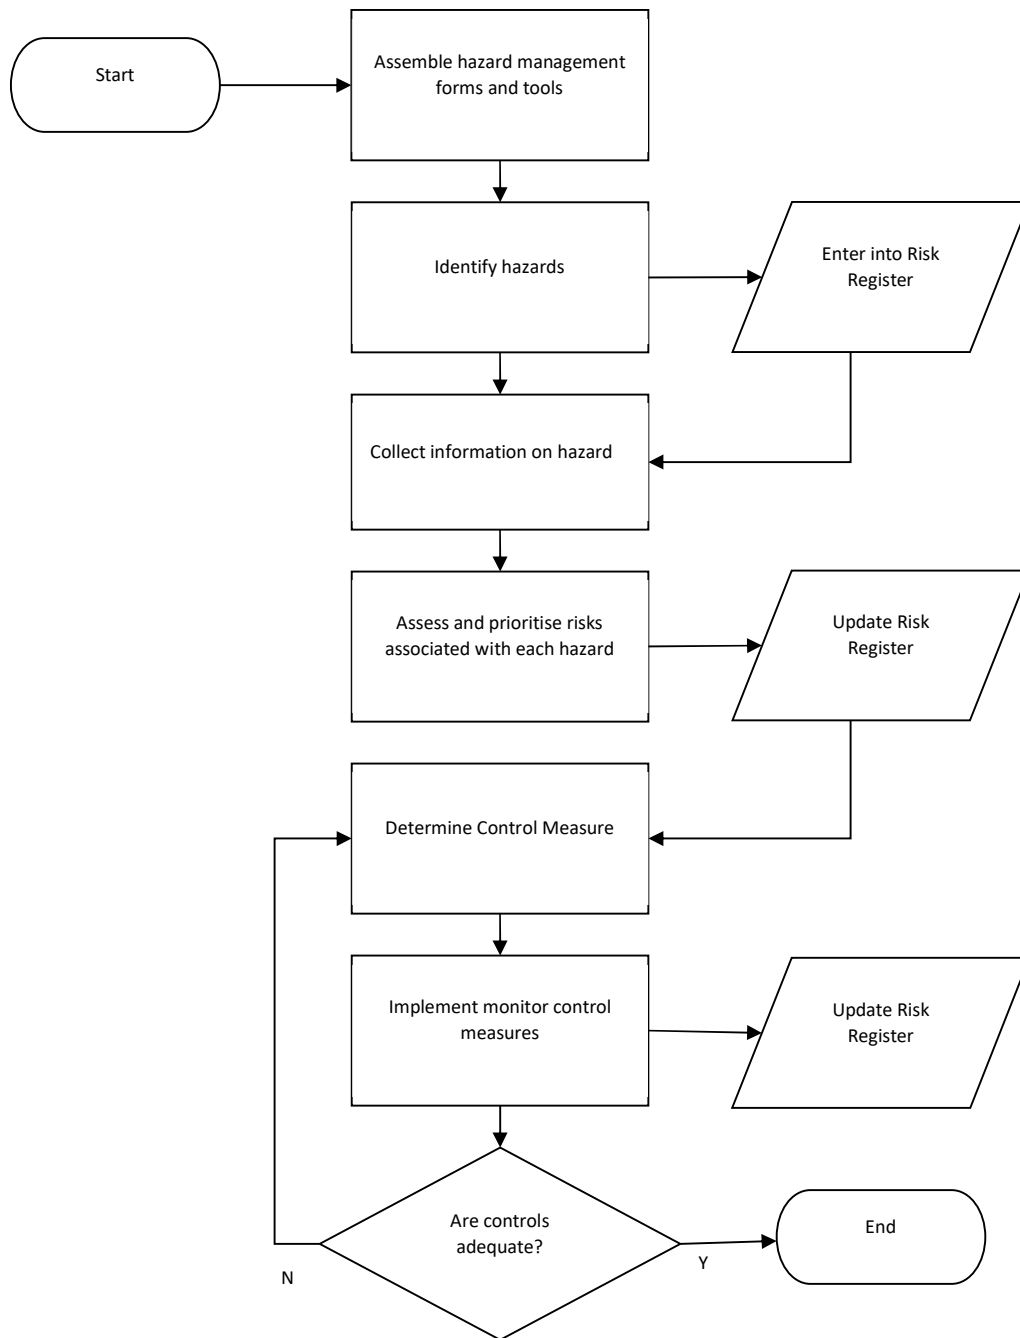 Start
Assemble hazard management
forms and tools
Identify hazards
Enter into Risk
Register
Collect information on hazard
Assess and prioritise risks
associated with each hazard
Update Risk
Register
Determine Control Measure
Implement monitor control
measures
Update Risk
Register
Are controls
adequate?
End
N
Y